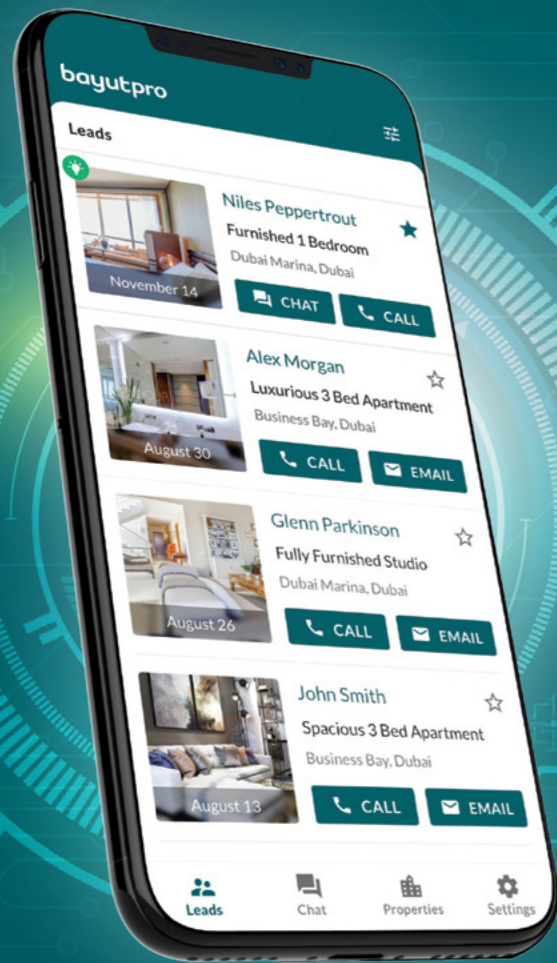 bayutpro
Leads
Niles Peppertrout
Furnished 1 Bedroom
Dubai Marina, Dubai
November 14
CHAT
CALL
Alex Morgan
Luxurious 3 Bed Apartment
Business Bay, Dubai
August 30
CALL
EMAIL
Glenn Parkinson
Fully Furnished Studio
Dubai Marina, Dubai
August 26
CALL
EMAIL
John Smith
Spacious 3 Bed Apartment
Business Bay, Dubai
August 13
CALL
EMAIL
Leads
Chat
Properties
Settings